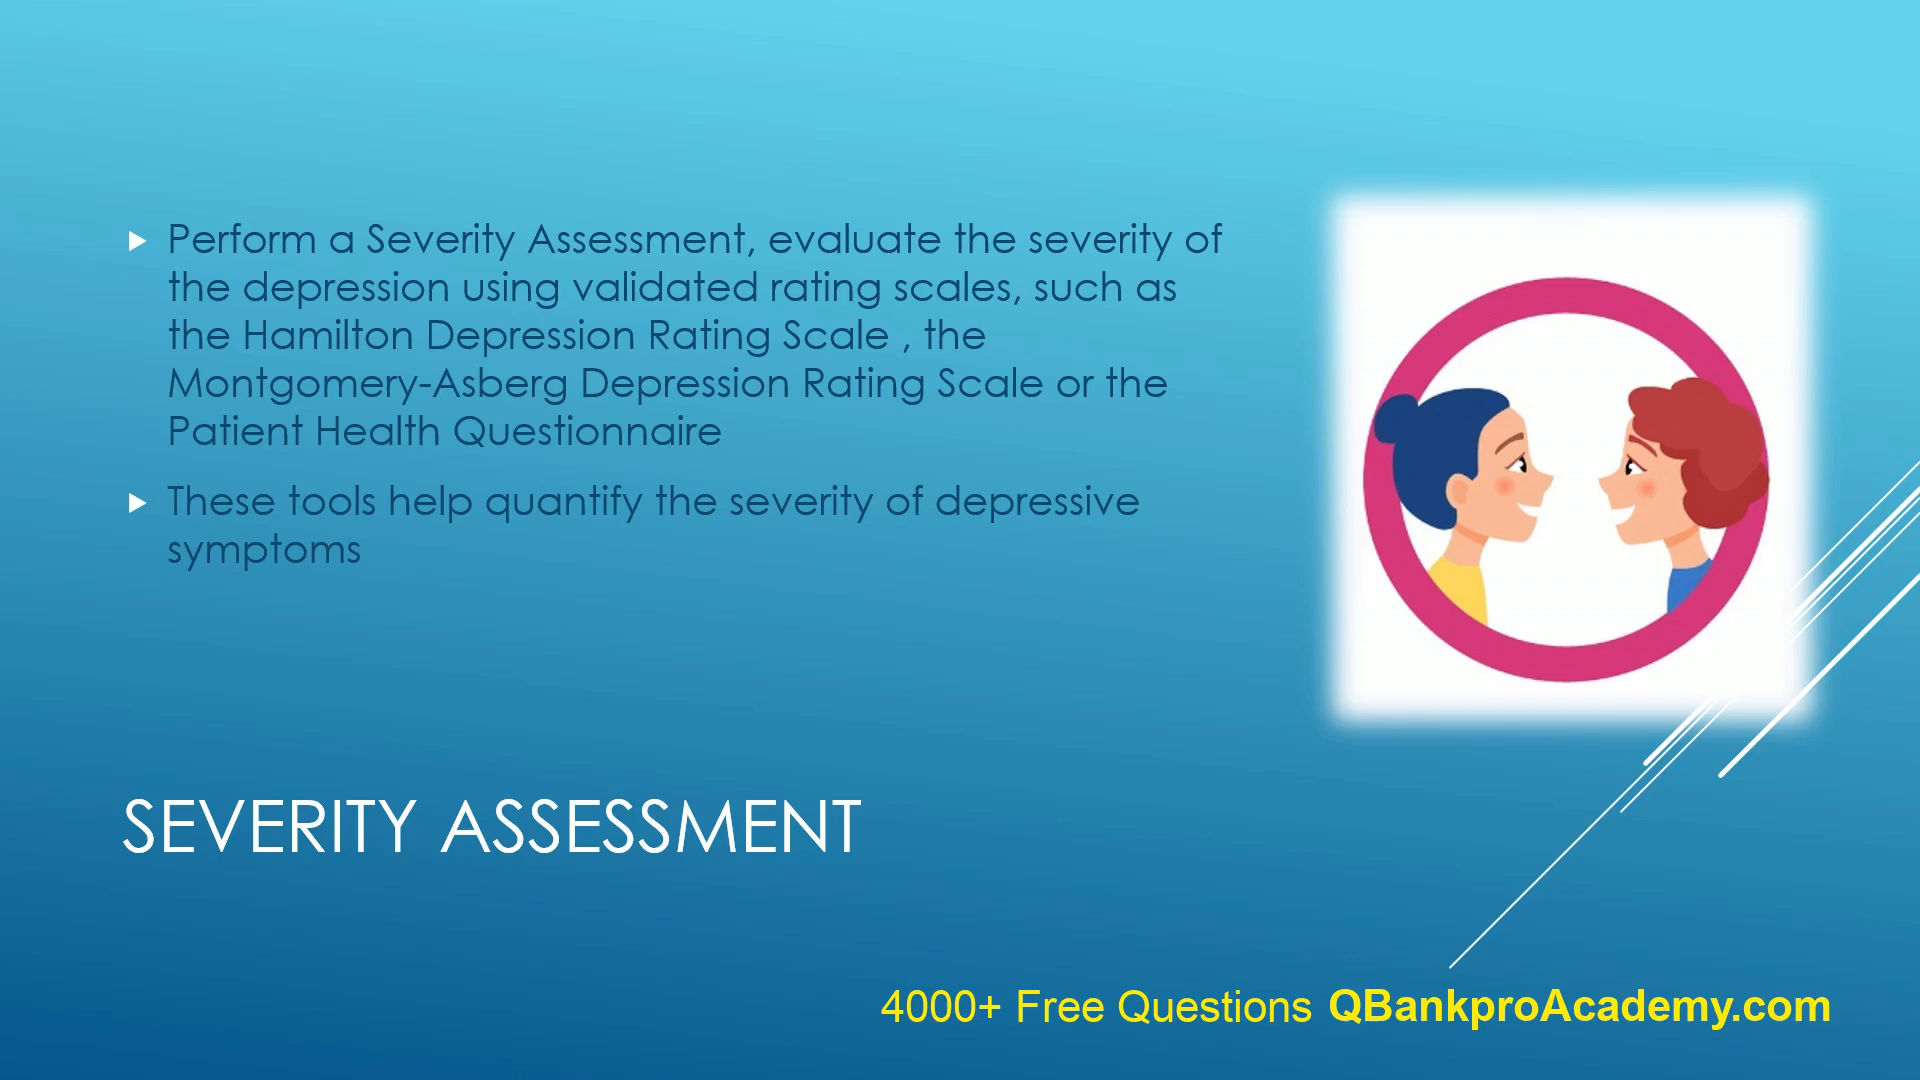 Perform a Severity Assessment, evaluate the severity of
the depression using validated rating scales, such as
the Hamilton Depression Rating Scale , the
Montgomery-Asberg Depression Rating Scale or the
Patient Health Questionnaire
These tools help quantify the severity of depressive
symptoms
SEVERITY ASSESSMENT
4000+ Free Questions QBankproAcademy.com